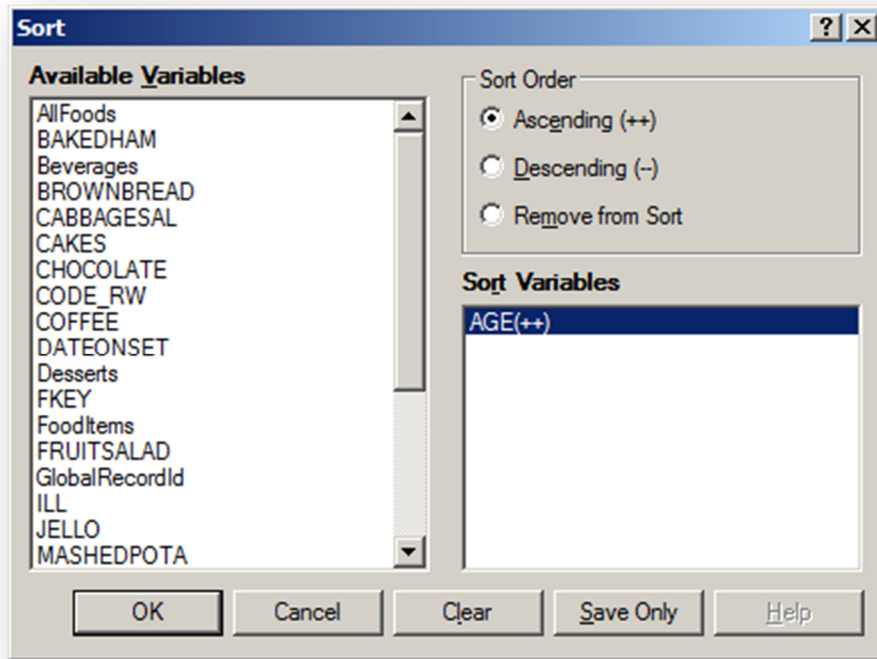 Sort
Available Variables
AllFoods
BAKEDHAM
Beverages
BROWNBREAD
CABBAGESAL
CAKES
CHOCOLATE
CODE_RW
COFFEE
DATEONSET
Desserts
FKEY
FoodItems
FRUITSALAD
GlobalRecordId
ILL
JELLO
MASHEDPOTA
Sort Order
Ascending (++)
Descending (--)
Remove from Sort
Sort Variables
AGE(++)
OK Cancel Clear Save Only Help